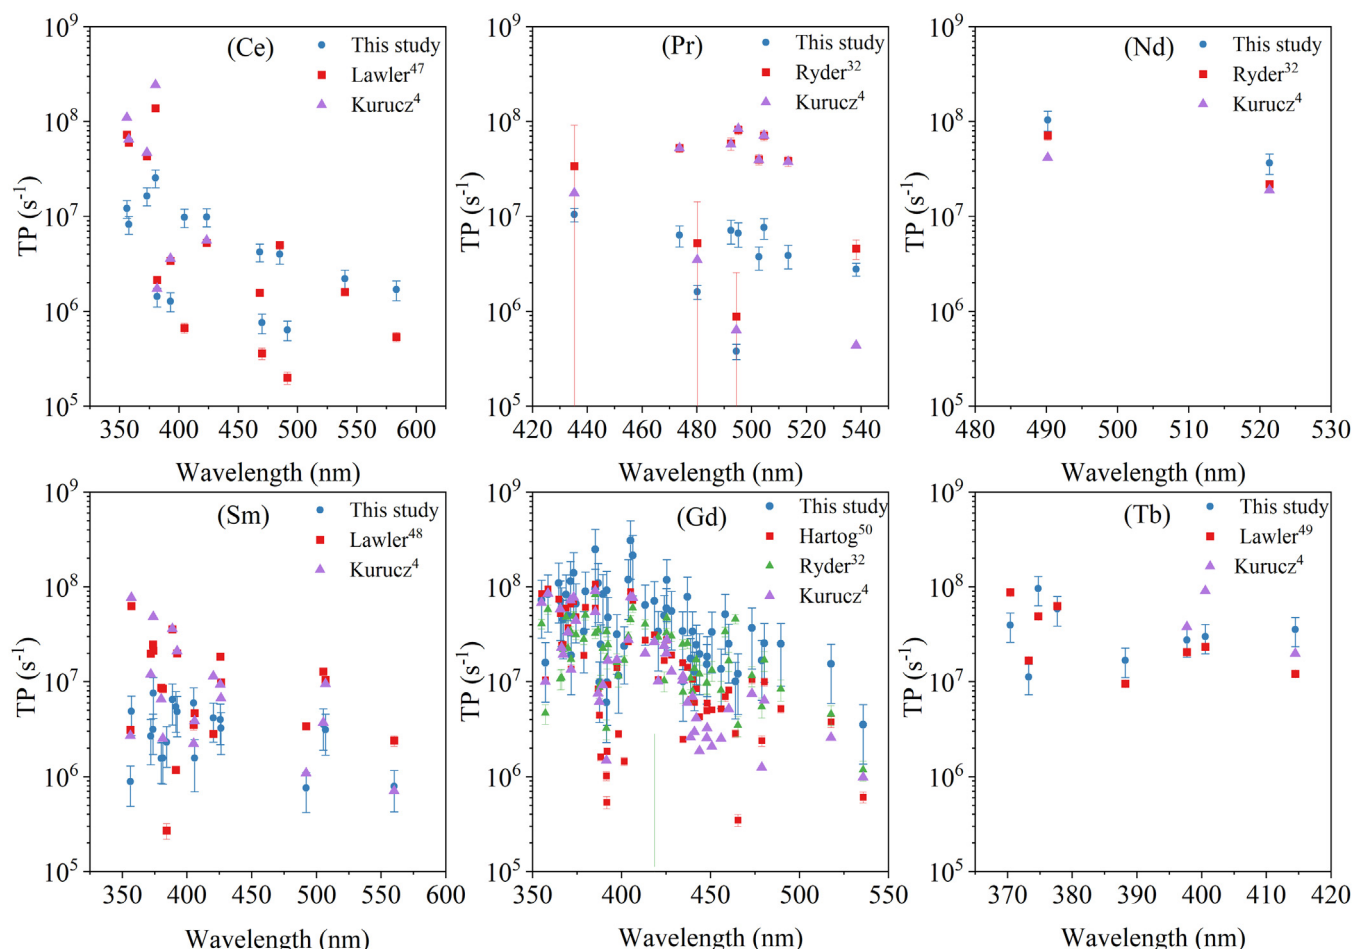 (Ce)
This study
Lawler⁴⁷
Kurucz⁴
10⁹
10⁸
10⁷
10⁶
10⁵
TP (s⁻¹)
350 400 450 500 550 600
Wavelength (nm)
(Pr)
This study
Ryder³²
Kurucz⁴
10⁹
10⁸
10⁷
10⁶
10⁵
TP (s⁻¹)
420 440 460 480 500 520 540
Wavelength (nm)
(Nd)
This study
Ryder³²
Kurucz⁴
10⁹
10⁸
10⁷
10⁶
10⁵
TP (s⁻¹)
480 490 500 510 520 530
Wavelength (nm)
(Sm)
This study
Lawler⁴⁸
Kurucz⁴
10⁹
10⁸
10⁷
10⁶
10⁵
TP (s⁻¹)
350 400 450 500 550 600
Wavelength (nm)
(Gd)
This study
Hartog⁵⁰
Ryder³²
Kurucz⁴
10⁹
10⁸
10⁷
10⁶
10⁵
TP (s⁻¹)
350 400 450 500 550
Wavelength (nm)
(Tb)
This study
Lawler⁴⁹
Kurucz⁴
10⁹
10⁸
10⁷
10⁶
10⁵
TP (s⁻¹)
370 380 390 400 410 420
Wavelength (nm)